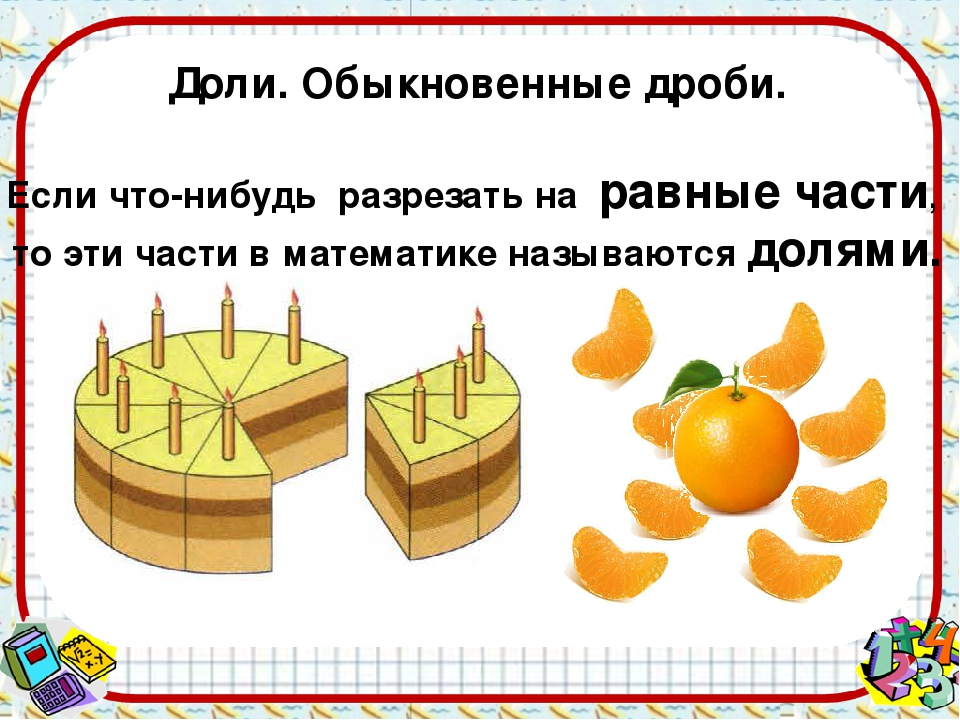 Доли. Обыкновенные дроби.
Если что-нибудь разрезать на равные части,
то эти части в математике называются долями.